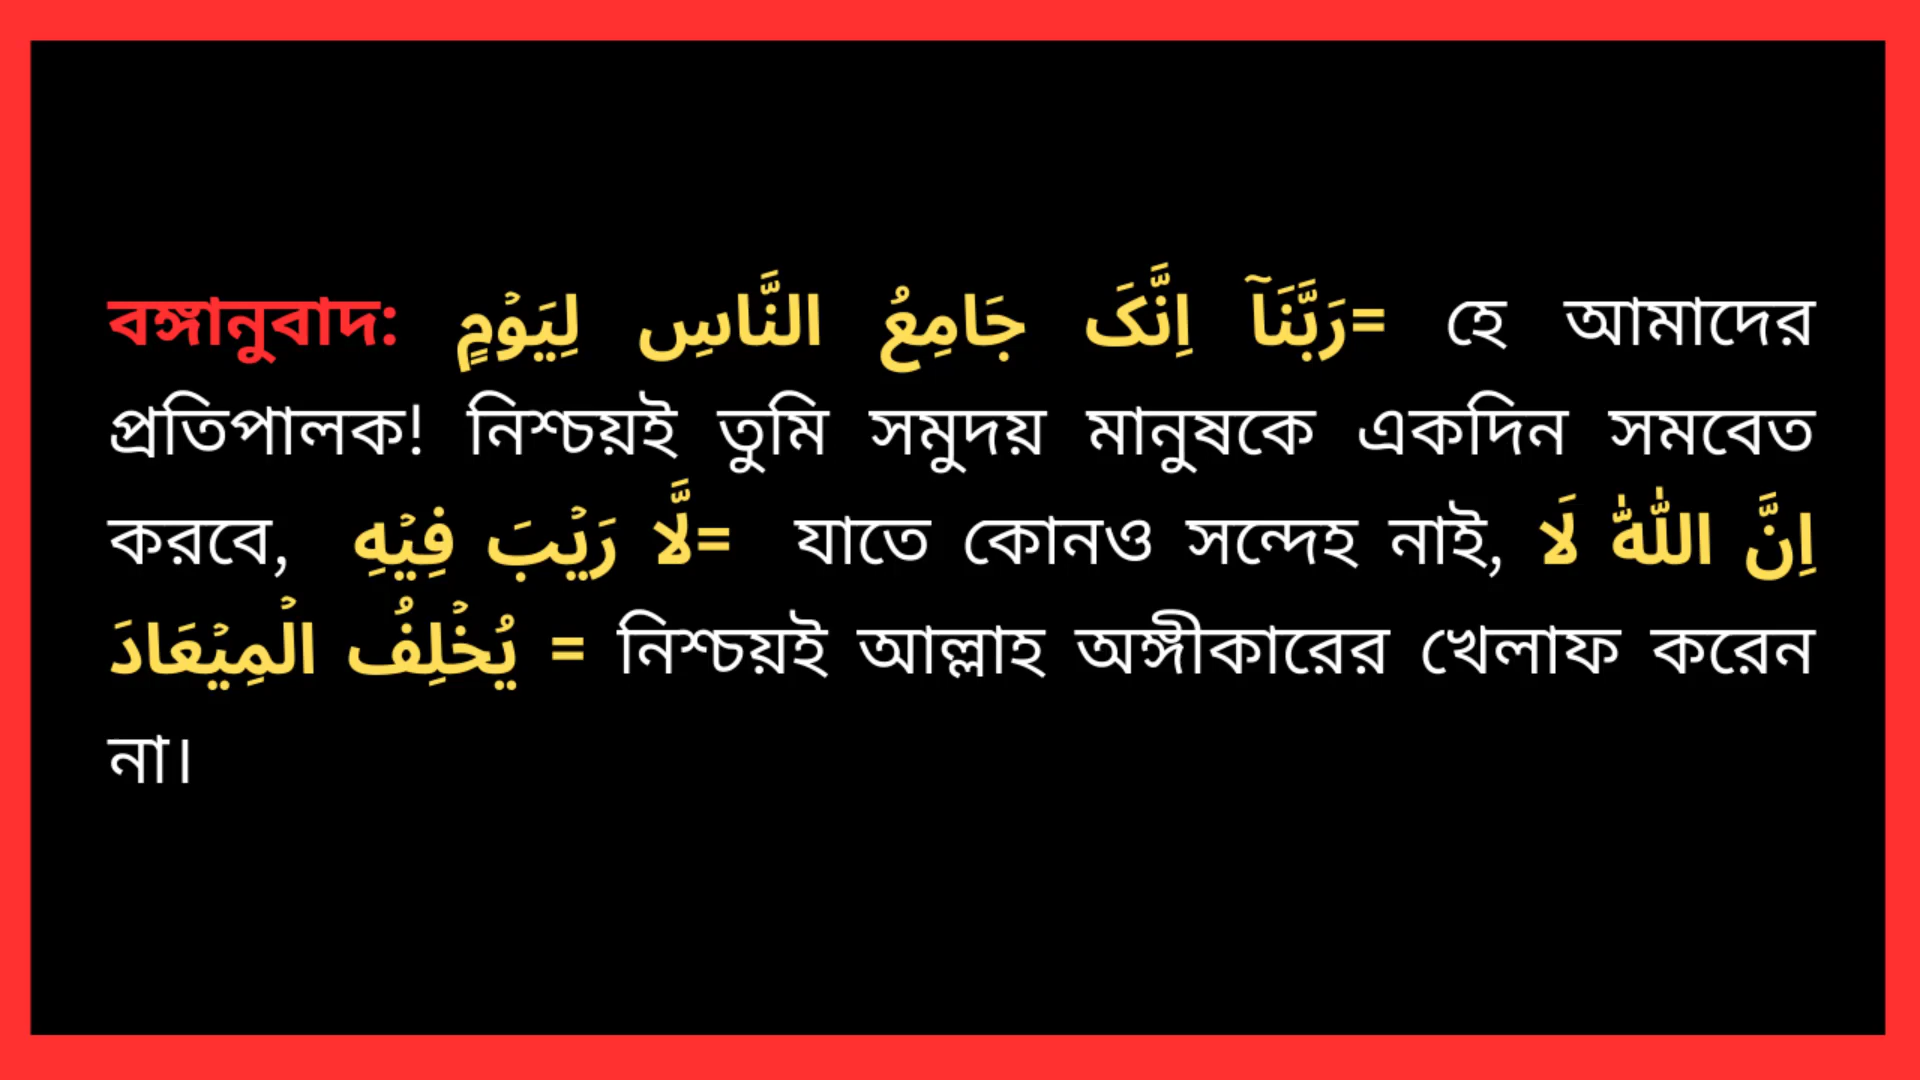 বঙ্গানুবাদ: رَبَّنَاۤ اِنَّکَ جَامِعُ النَّاسِ لِیَوْمٍ= হে আমাদের
প্রতিপালক! নিশ্চয়ই তুমি সমুদয় মানুষকে একদিন সমবেত
করবে, لَّا رَیْبَ فِیْهِ= যাতে কোনও সন্দেহ নাই, اِنَّ اللّٰهَ لَا
یُخْلِفُ الْمِیْعَادَ = নিশ্চয়ই আল্লাহ অঙ্গীকারের খেলাফ করেন
না।